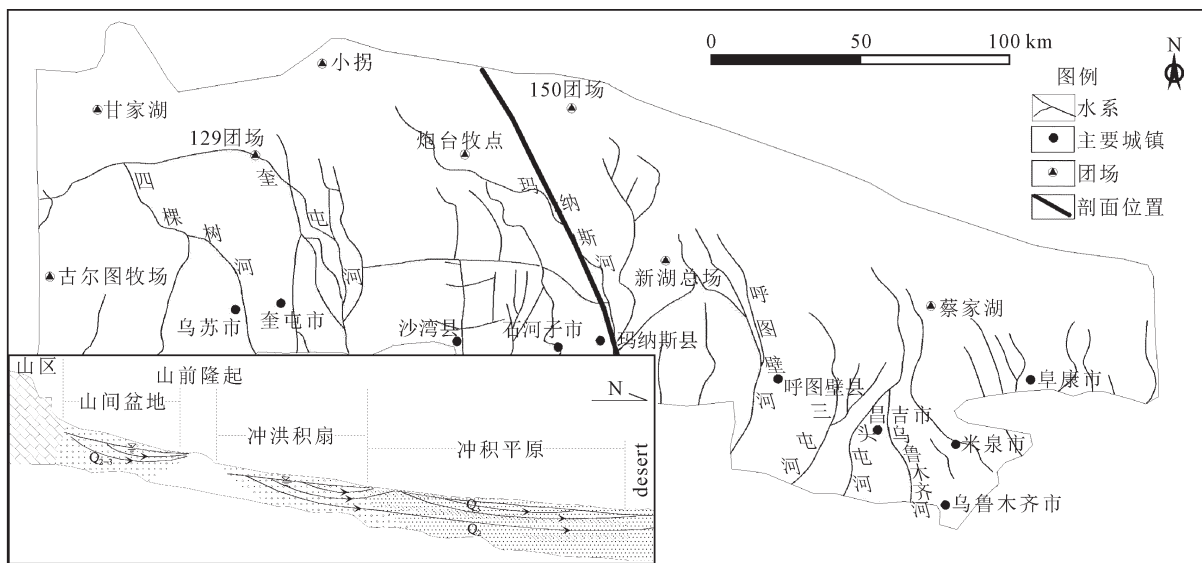 0 50 100 km
N
图例
水系
主要城镇
团场
剖面位置
小拐
甘家湖
150团场
129团场
炮台牧点
四棵树河
奎屯河
玛纳斯河
古尔图牧场
新湖总场
呼图壁河
蔡家湖
乌苏市
奎屯市
沙湾县
石河子市
玛纳斯县
呼图壁县
阜康市
三屯河
昌吉市
头屯河
乌鲁木齐河
米泉市
乌鲁木齐市
山区
山前隆起
N
山间盆地
冲洪积扇
冲积平原
desert
Q₂₋₃
Q₃
Q₂